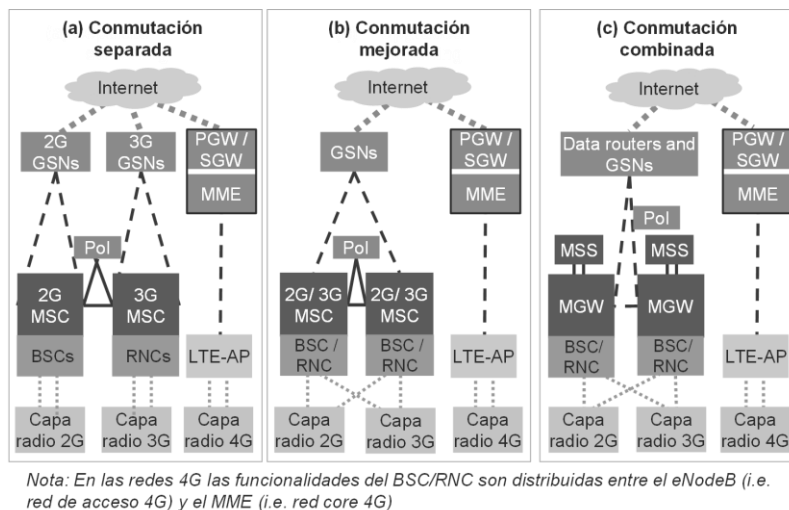 (a) Conmutación
separada
Internet
2G
GSNs
3G
GSNs
PGW /
SGW
MME
PoI
2G
MSC
3G
MSC
BSCs
RNCs
LTE-AP
Capa
radio 2G
Capa
radio 3G
Capa
radio 4G
(b) Conmutación
mejorada
Internet
GSNs
PGW /
SGW
MME
PoI
2G/ 3G
MSC
2G/ 3G
MSC
BSC /
RNC
BSC /
RNC
LTE-AP
Capa
radio 2G
Capa
radio 3G
Capa
radio 4G
(c) Conmutación
combinada
Internet
Data routers and
GSNs
PGW /
SGW
MME
PoI
MSS
MSS
MGW
MGW
BSC/
RNC
BSC/
RNC
LTE-AP
Capa
radio 2G
Capa
radio 3G
Capa
radio 4G
Nota: En las redes 4G las funcionalidades del BSC/RNC son distribuidas entre el eNodeB (i.e.
red de acceso 4G) y el MME (i.e. red core 4G)